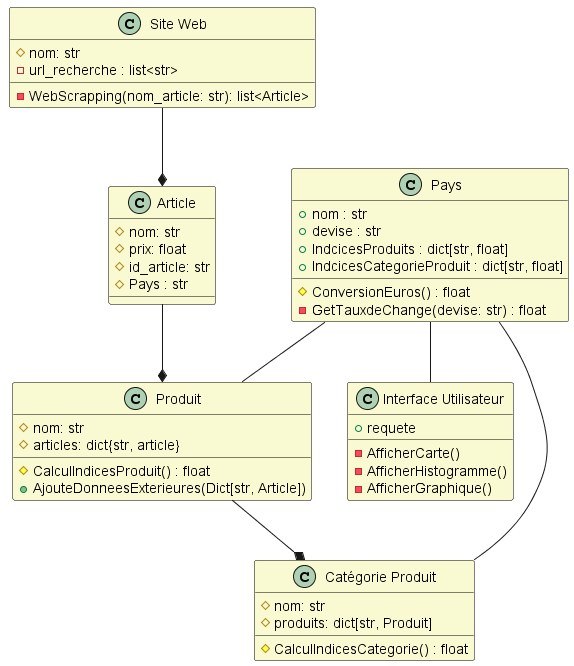 C Site Web
nom: str
url_recherche : list<str>
WebScrapping(nom_article: str): list<Article>
C Article
nom: str
prix: float
id_article: str
Pays : str
C Pays
nom : str
devise : str
IndcicesProduits : dict[str, float]
IndcicesCategorieProduit : dict[str, float]
ConversionEuros() : float
GetTauxdeChange(devise: str) : float
C Produit
nom: str
articles: dict{str, article}
CalculIndicesProduit() : float
AjouteDonneesExterieures(Dict[str, Article])
C Interface Utilisateur
requete
AfficherCarte()
AfficherHistogramme()
AfficherGraphique()
C Catégorie Produit
nom: str
produits: dict[str, Produit]
CalculIndicesCategorie() : float